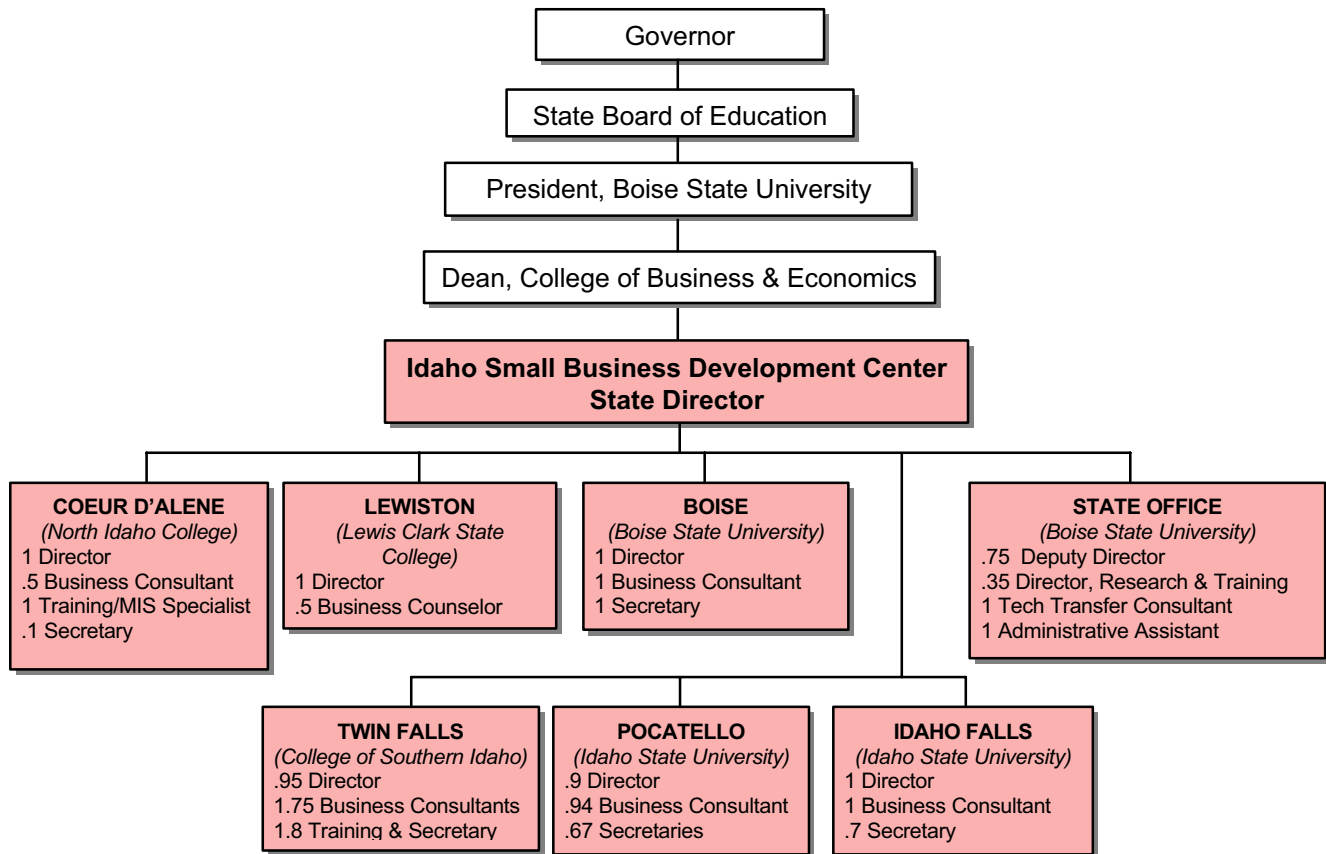 Governor
State Board of Education
President, Boise State University
Dean, College of Business & Economics
Idaho Small Business Development Center
State Director
COEUR D’ALENE
(North Idaho College)
1 Director
.5 Business Consultant
1 Training/MIS Specialist
.1 Secretary
LEWISTON
(Lewis Clark State
College)
1 Director
.5 Business Counselor
BOISE
(Boise State University)
1 Director
1 Business Consultant
1 Secretary
STATE OFFICE
(Boise State University)
.75 Deputy Director
.35 Director, Research & Training
1 Tech Transfer Consultant
1 Administrative Assistant
TWIN FALLS
(College of Southern Idaho)
.95 Director
1.75 Business Consultants
1.8 Training & Secretary
POCATELLO
(Idaho State University)
.9 Director
.94 Business Consultant
.67 Secretaries
IDAHO FALLS
(Idaho State University)
1 Director
1 Business Consultant
.7 Secretary